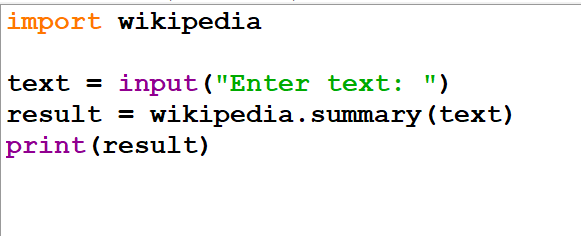 import wikipedia
text = input("Enter text: ")
result = wikipedia.summary(text)
print(result)